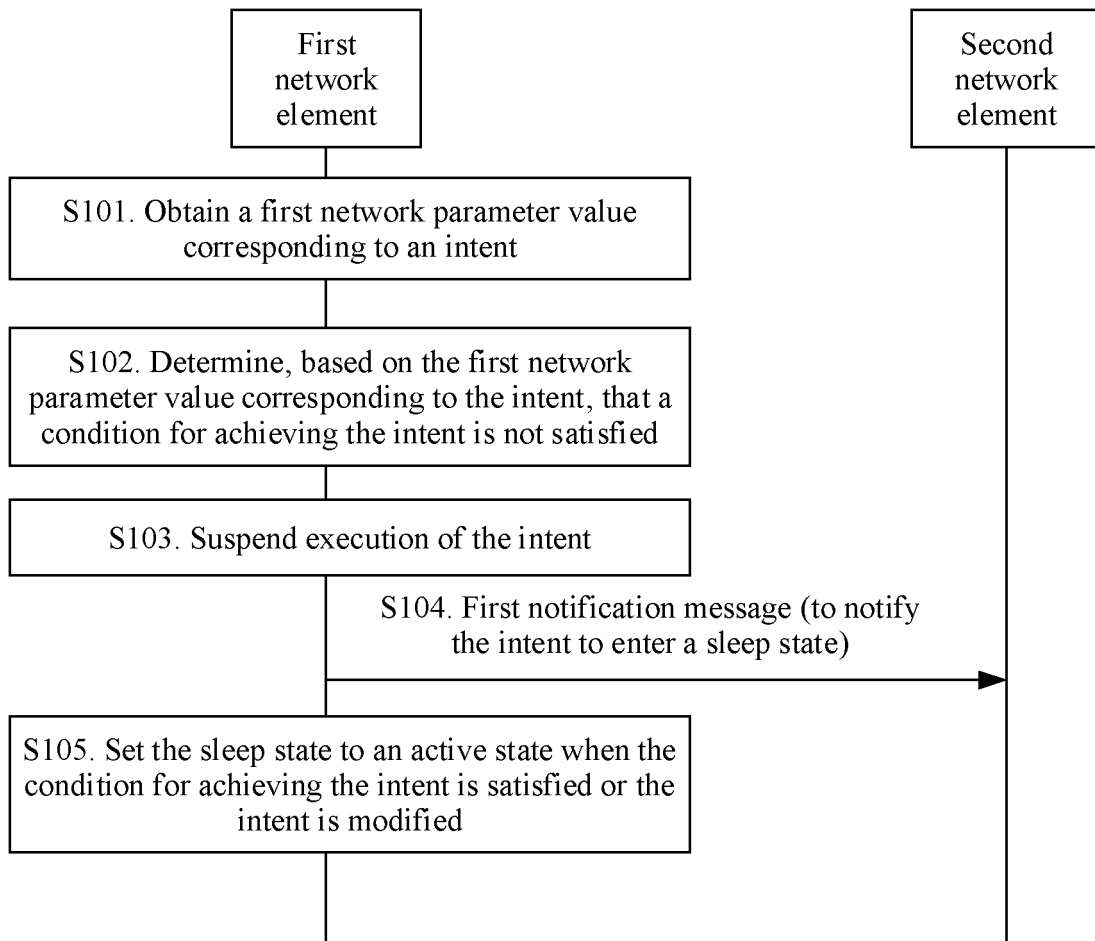 First
network
element
Second
network
element
S101. Obtain a first network parameter value
corresponding to an intent
S102. Determine, based on the first network
parameter value corresponding to the intent, that a
condition for achieving the intent is not satisfied
S103. Suspend execution of the intent
S104. First notification message (to notify
the intent to enter a sleep state)
S105. Set the sleep state to an active state when the
condition for achieving the intent is satisfied or the
intent is modified